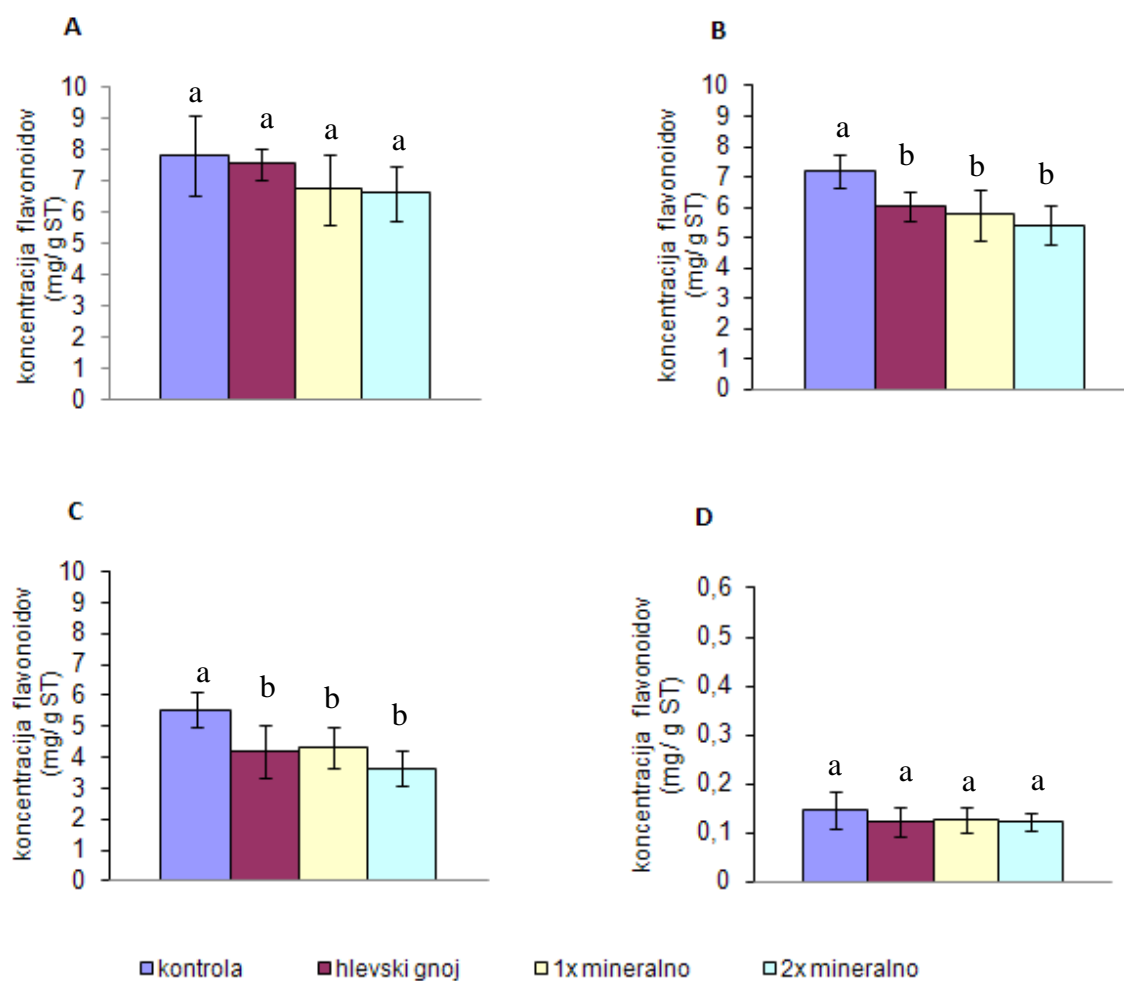 A
koncentracija flavonoidov
(mg/ g ST)
10
9
8
7
6
5
4
3
2
1
0
a
a
a
a
B
koncentracija flavonoidov
(mg/ g ST)
10
9
8
7
6
5
4
3
2
1
0
a
b
b
b
C
koncentracija flavonoidov
(mg/ g ST)
10
9
8
7
6
5
4
3
2
1
0
a
b
b
b
D
koncentracija flavonoidov
(mg/ g ST)
0,6
0,5
0,4
0,3
0,2
0,1
0
a
a
a
a
kontrola
hlevski gnoj
1x mineralno
2x mineralno